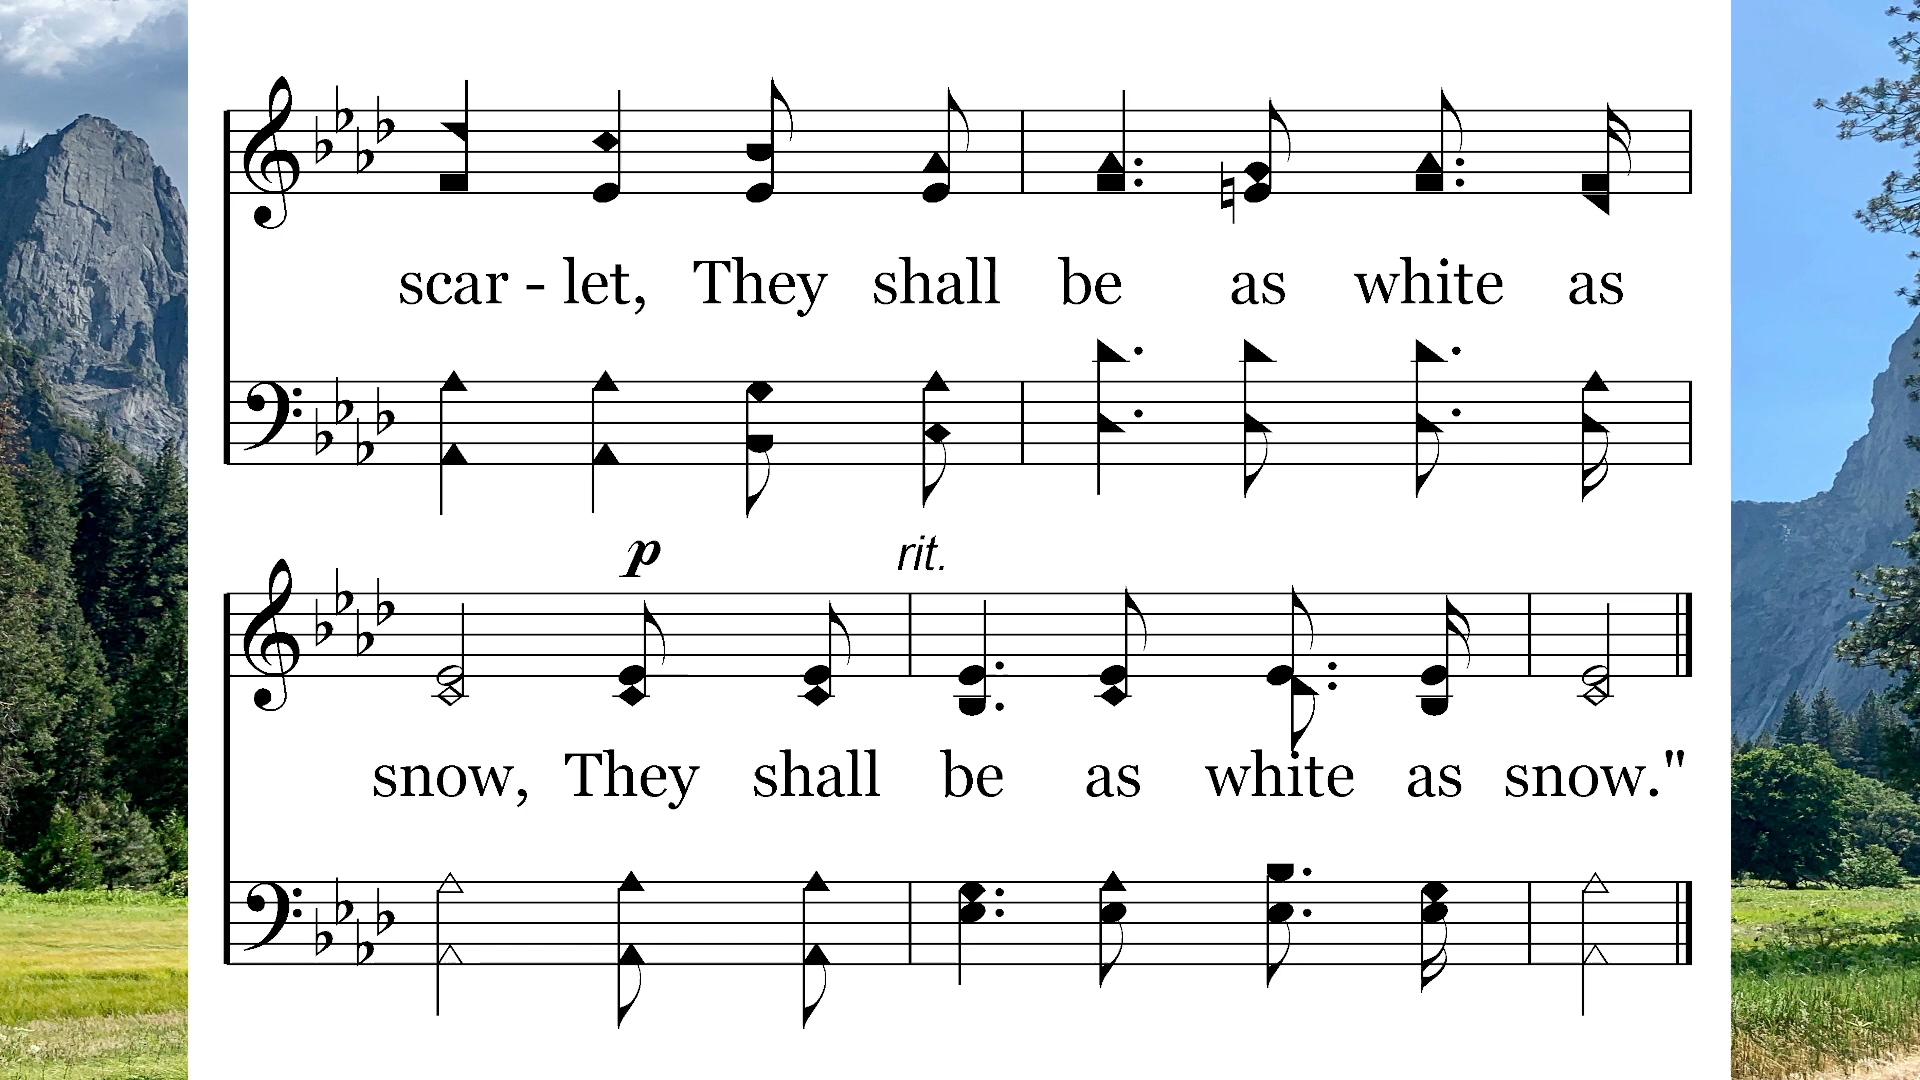 scar - let, They shall be as white as
p rit.
snow, They shall be as white as snow."